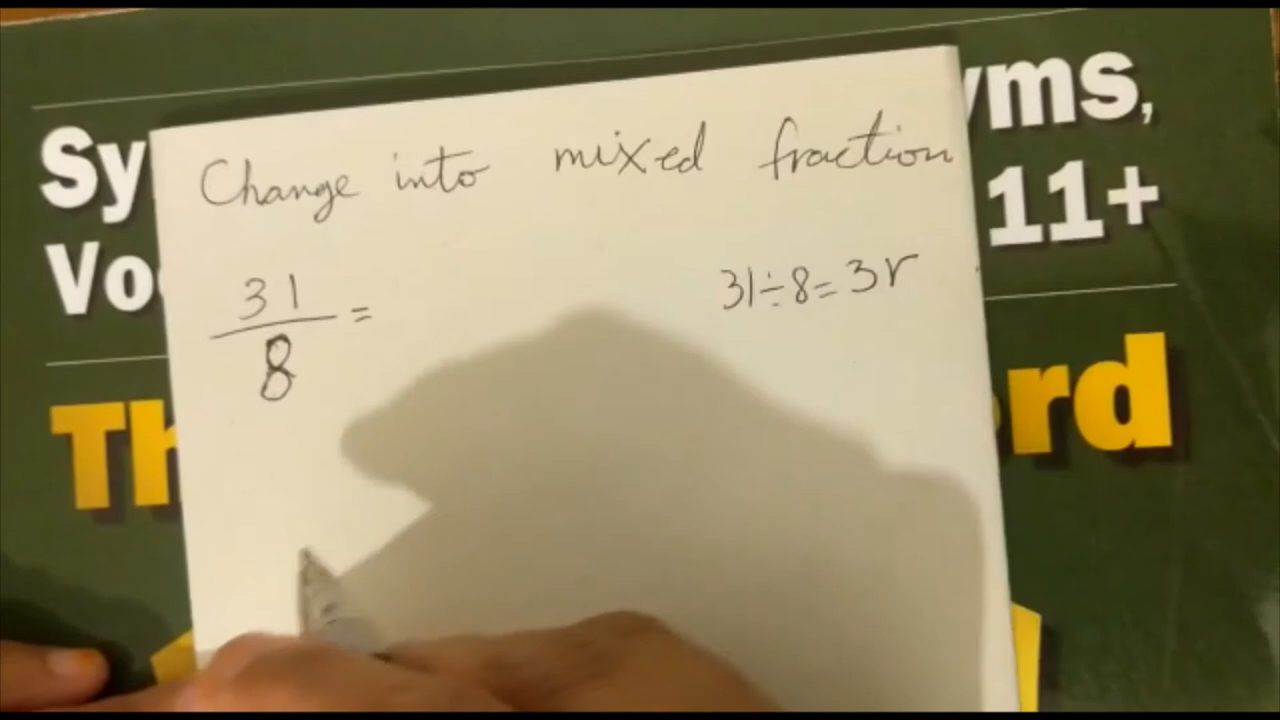 Sy yms,
Change into mixed fraction
11+
Vo
31/8 =
31÷8=3r
Th rd